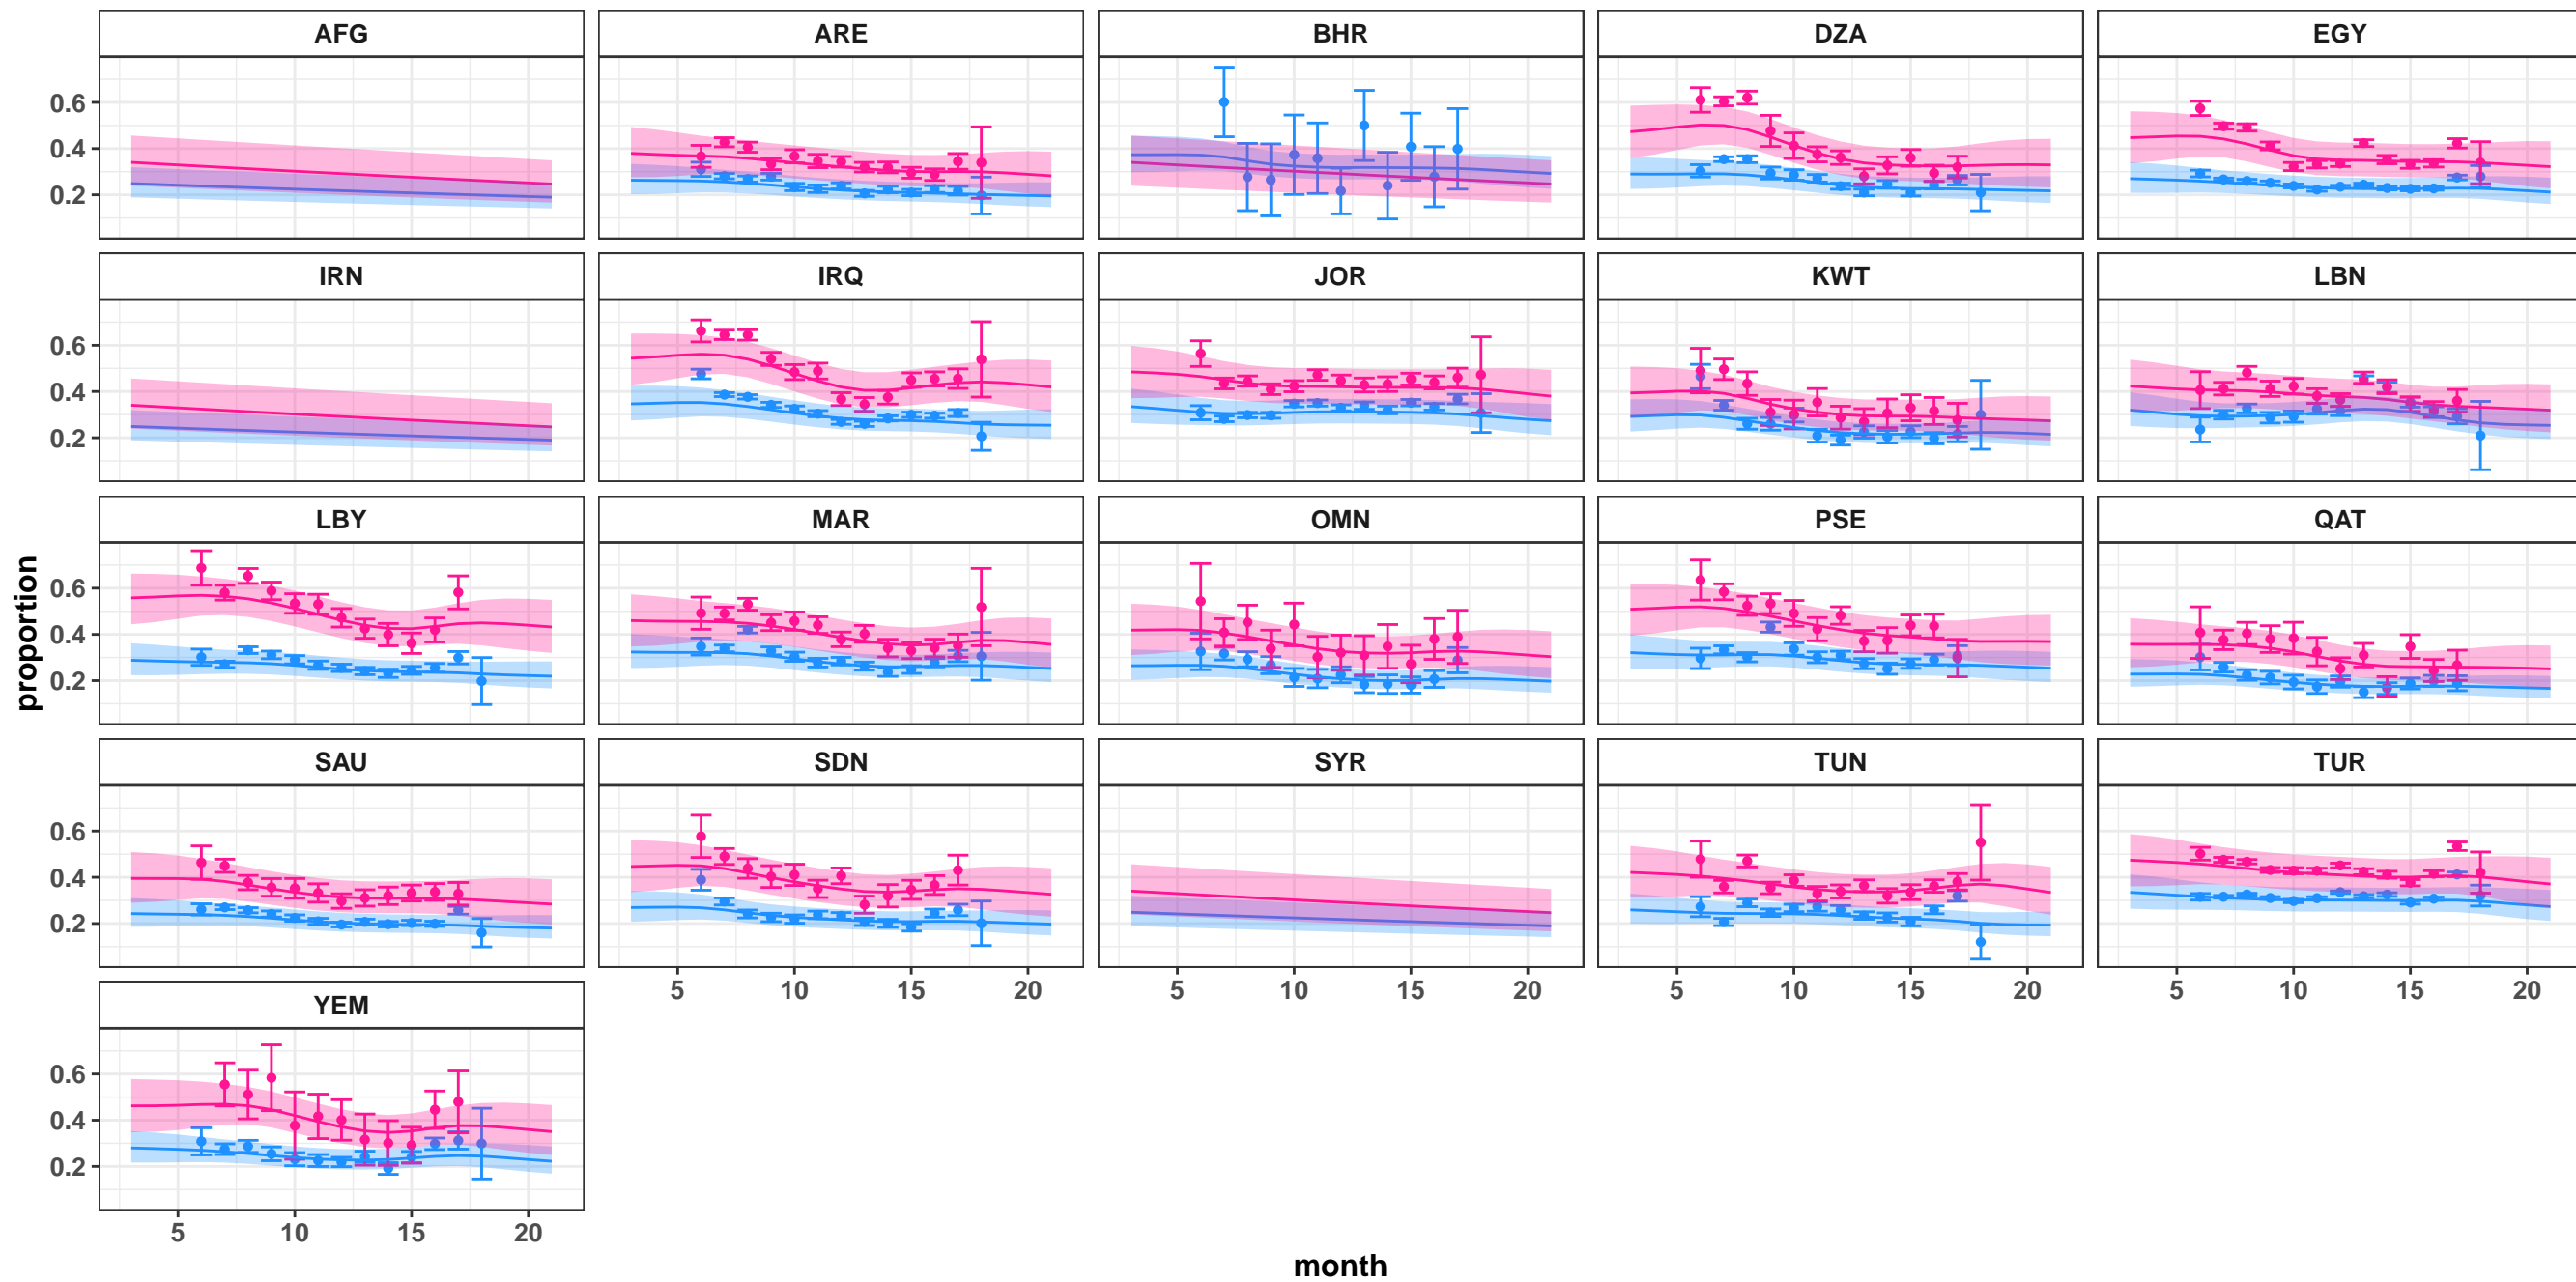 AFG ARE BHR DZA EGY
0.6
0.4
0.2
IRN IRQ JOR KWT LBN
0.6
0.4
0.2
LBY MAR OMN PSE QAT
0.6
0.4
0.2
proportion
SAU SDN SYR TUN TUR
0.6
0.4
0.2
5 10 15 20 5 10 15 20 5 10 15 20 5 10 15 20
YEM
0.6
0.4
0.2
5 10 15 20
month